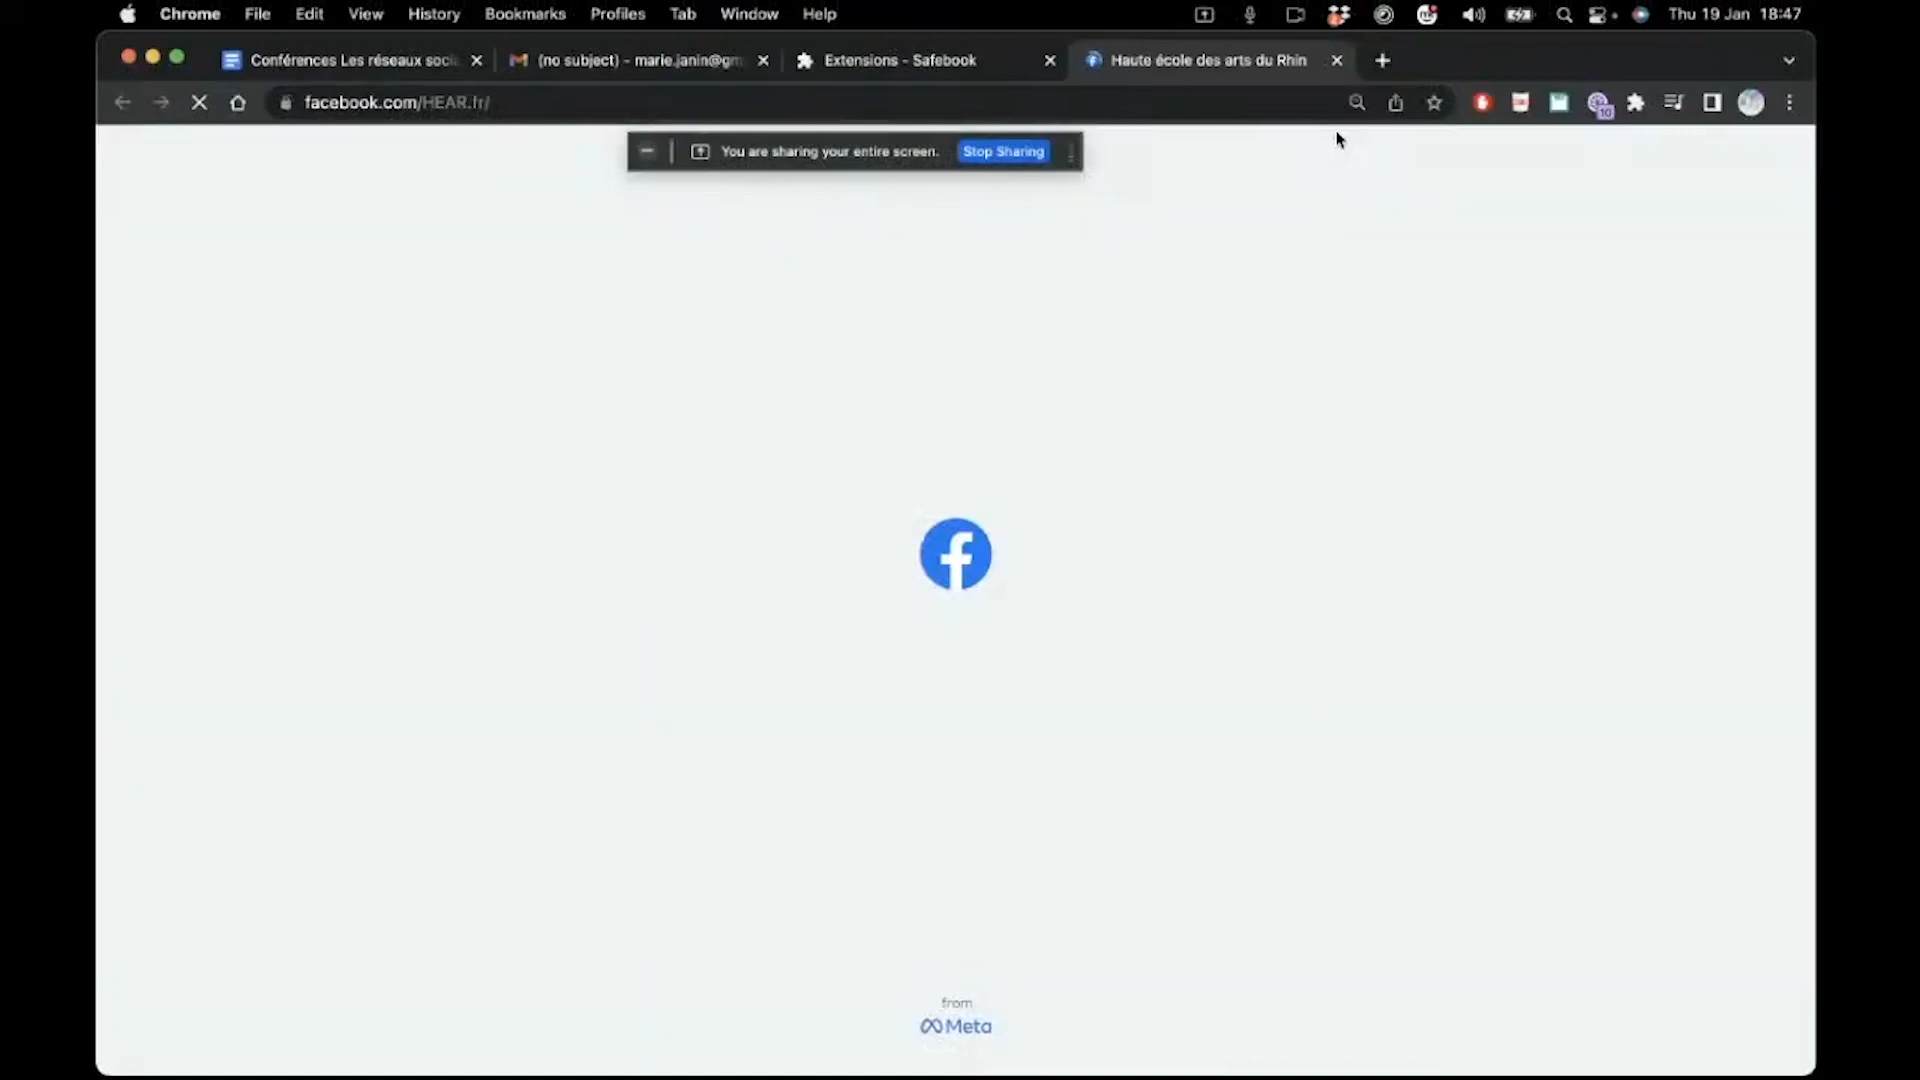 Chrome File Edit View History Bookmarks Profiles Tab Window Help Thu 19 Jan 18:47
Conférences Les réseaux soci (no subject) - marie.janin@gm Extensions - Safebook Haute école des arts du Rhin
facebook.com/HEAR.fr/ 10
You are sharing your entire screen. Stop Sharing
from
Meta